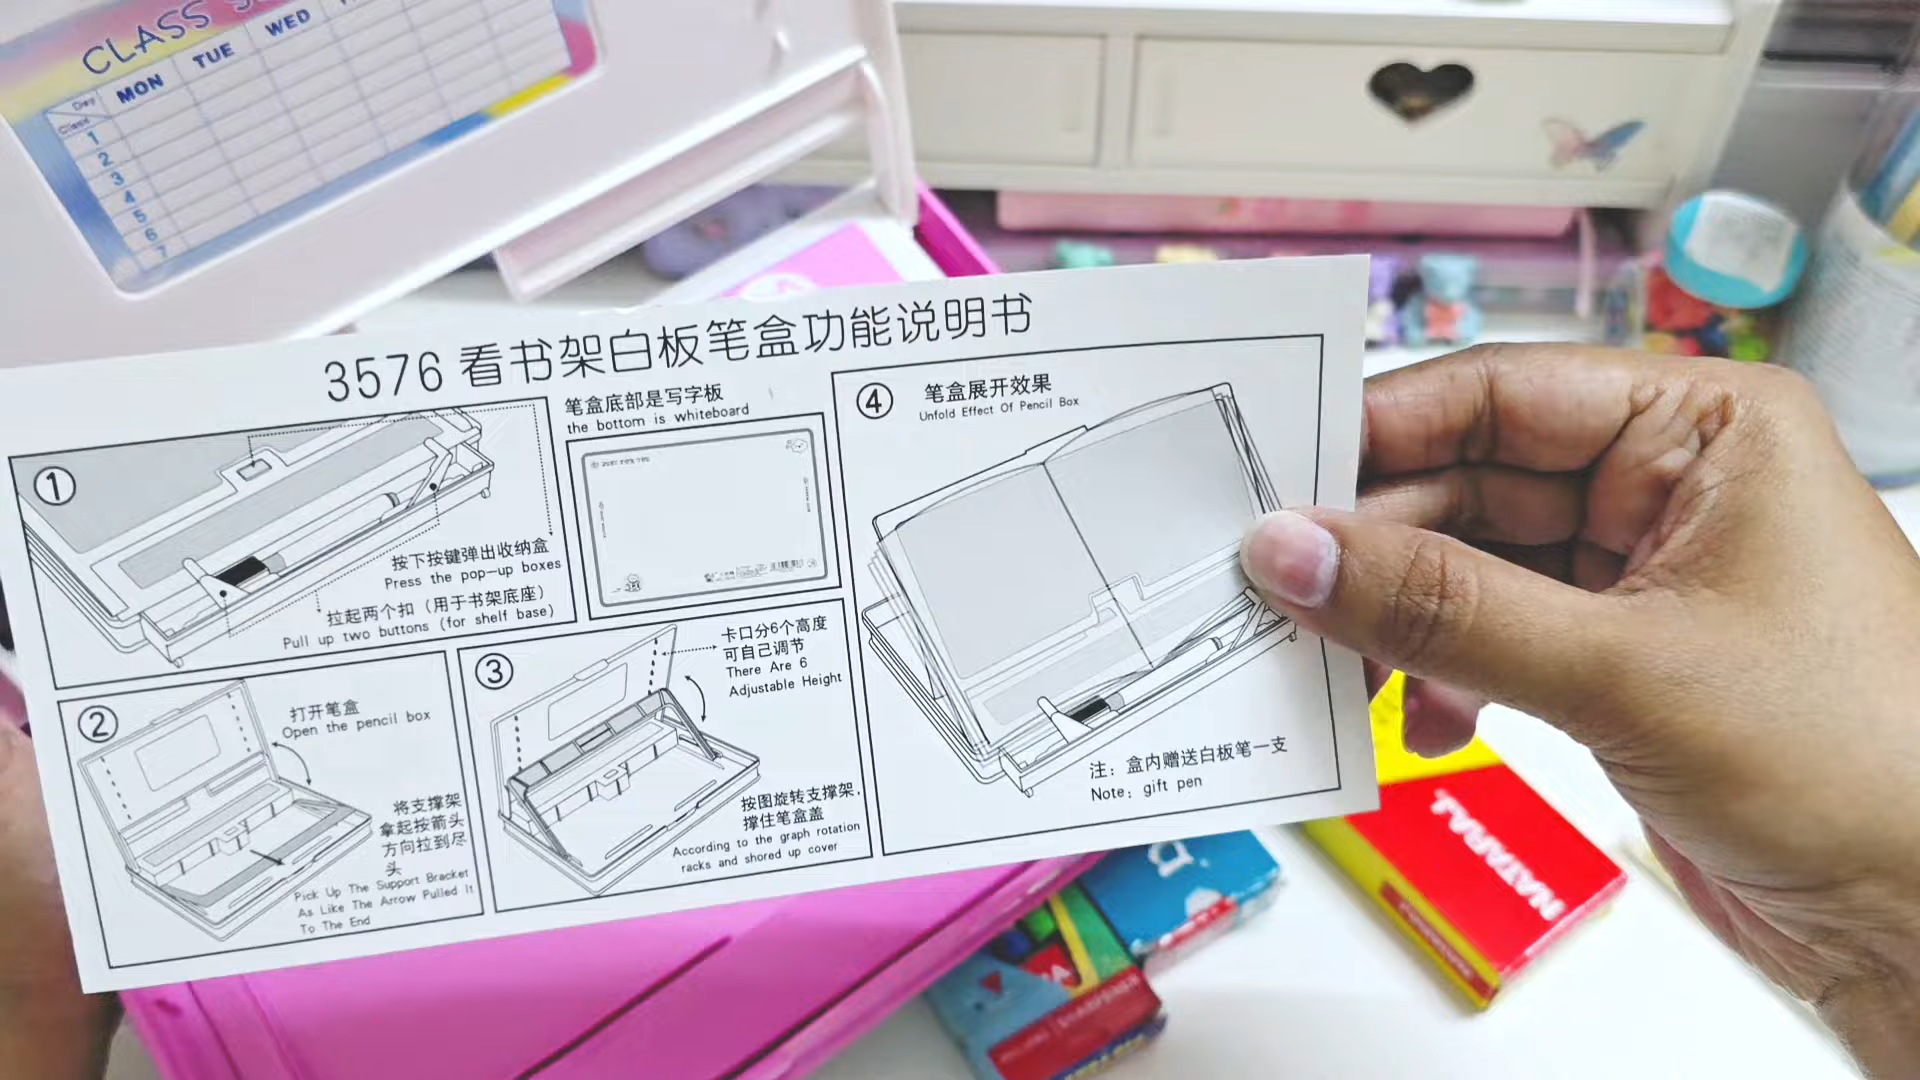 CLASS
MON TUE WED
Day
Class
1
2
3
4
5
6
7
3576 看书架白板笔盒功能说明书
①
按下按键弹出收纳盒
Press the pop-up boxes
拉起两个扣（用于书架底座）
Pull up two buttons (for shelf base)
笔盒底部是写字板
the bottom is whiteboard
②
打开笔盒
Open the pencil box
将支撑架
拿起按箭头
方向拉到尽
头
Pick Up The Support Bracket
As Like The Arrow Pulled It
To The End
③
卡口分6个高度
可自己调节
There Are 6
Adjustable Height
按图旋转支撑架,
撑住笔盒盖
According to the graph rotation
racks and shored up cover
④
笔盒展开效果
Unfold Effect Of Pencil Box
注：盒内赠送白板笔一支
Note: gift pen
NATARAJ